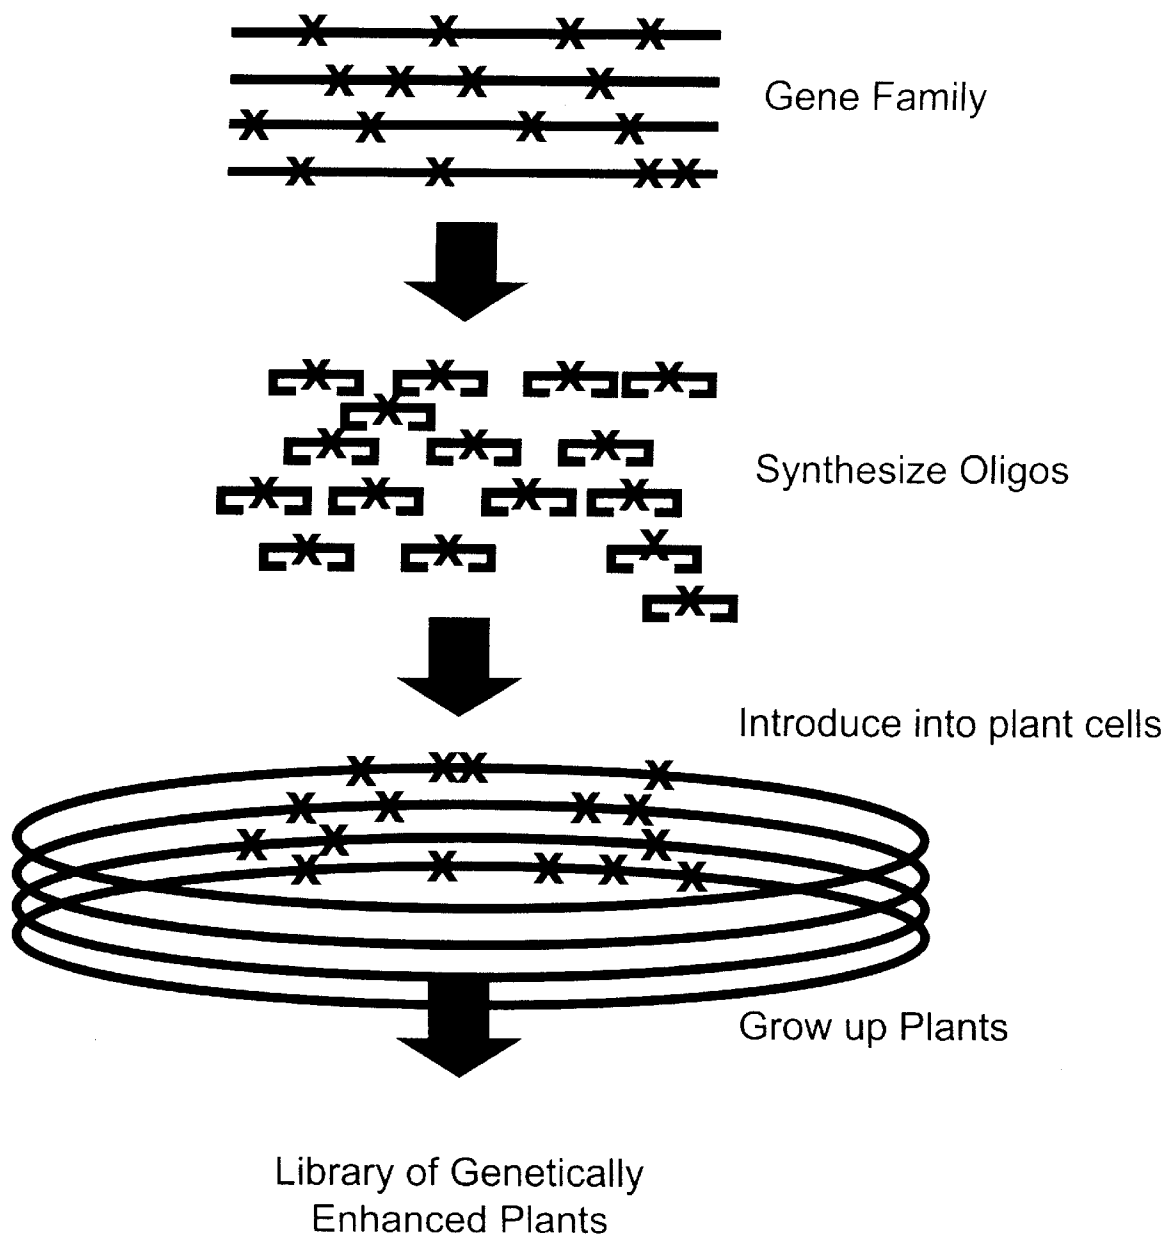 Gene Family
Synthesize Oligos
Introduce into plant cells
Grow up Plants
Library of Genetically
Enhanced Plants